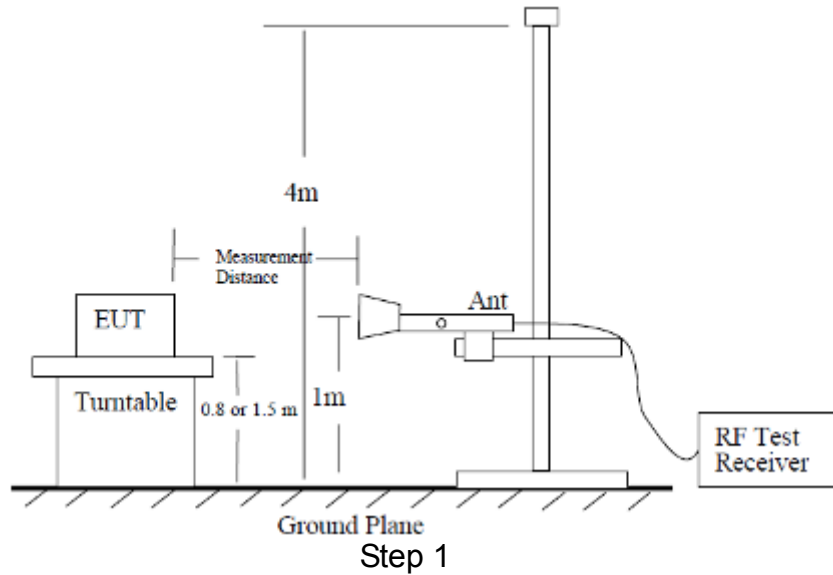 4m
Measurement
Distance
Ant
EUT
1m
0.8 or 1.5 m
Turntable
RF Test
Receiver
Ground Plane
Step 1